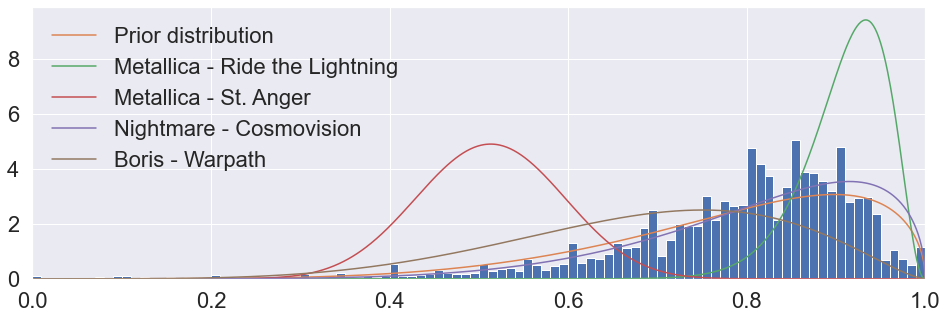 8
6
4
2
0
Prior distribution
Metallica - Ride the Lightning
Metallica - St. Anger
Nightmare - Cosmovision
Boris - Warpath
0.0 0.2 0.4 0.6 0.8 1.0